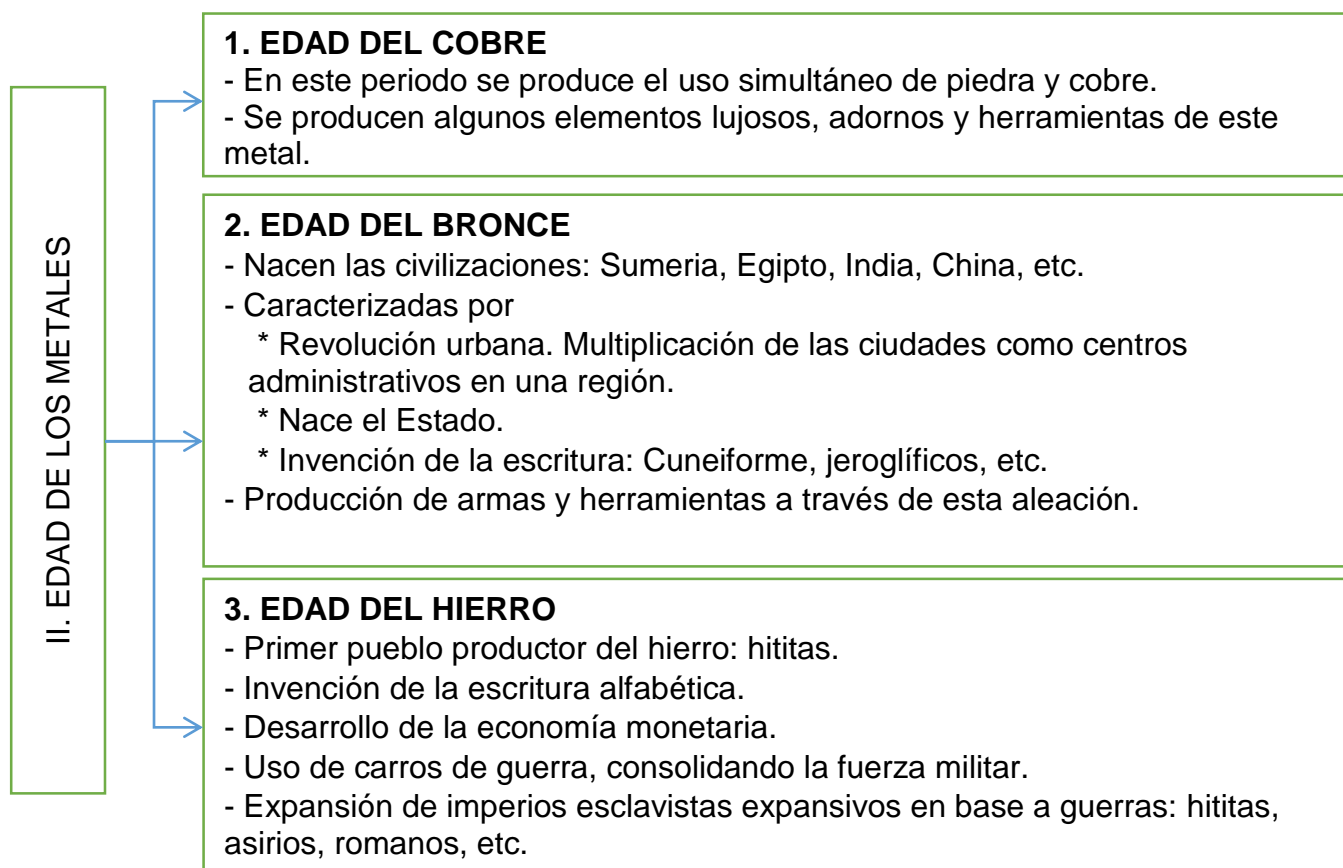 II. EDAD DE LOS METALES
1. EDAD DEL COBRE
- En este periodo se produce el uso simultáneo de piedra y cobre.
- Se producen algunos elementos lujosos, adornos y herramientas de este
metal.
2. EDAD DEL BRONCE
- Nacen las civilizaciones: Sumeria, Egipto, India, China, etc.
- Caracterizadas por
* Revolución urbana. Multiplicación de las ciudades como centros
administrativos en una región.
* Nace el Estado.
* Invención de la escritura: Cuneiforme, jeroglíficos, etc.
- Producción de armas y herramientas a través de esta aleación.
3. EDAD DEL HIERRO
- Primer pueblo productor del hierro: hititas.
- Invención de la escritura alfabética.
- Desarrollo de la economía monetaria.
- Uso de carros de guerra, consolidando la fuerza militar.
- Expansión de imperios esclavistas expansivos en base a guerras: hititas,
asirios, romanos, etc.